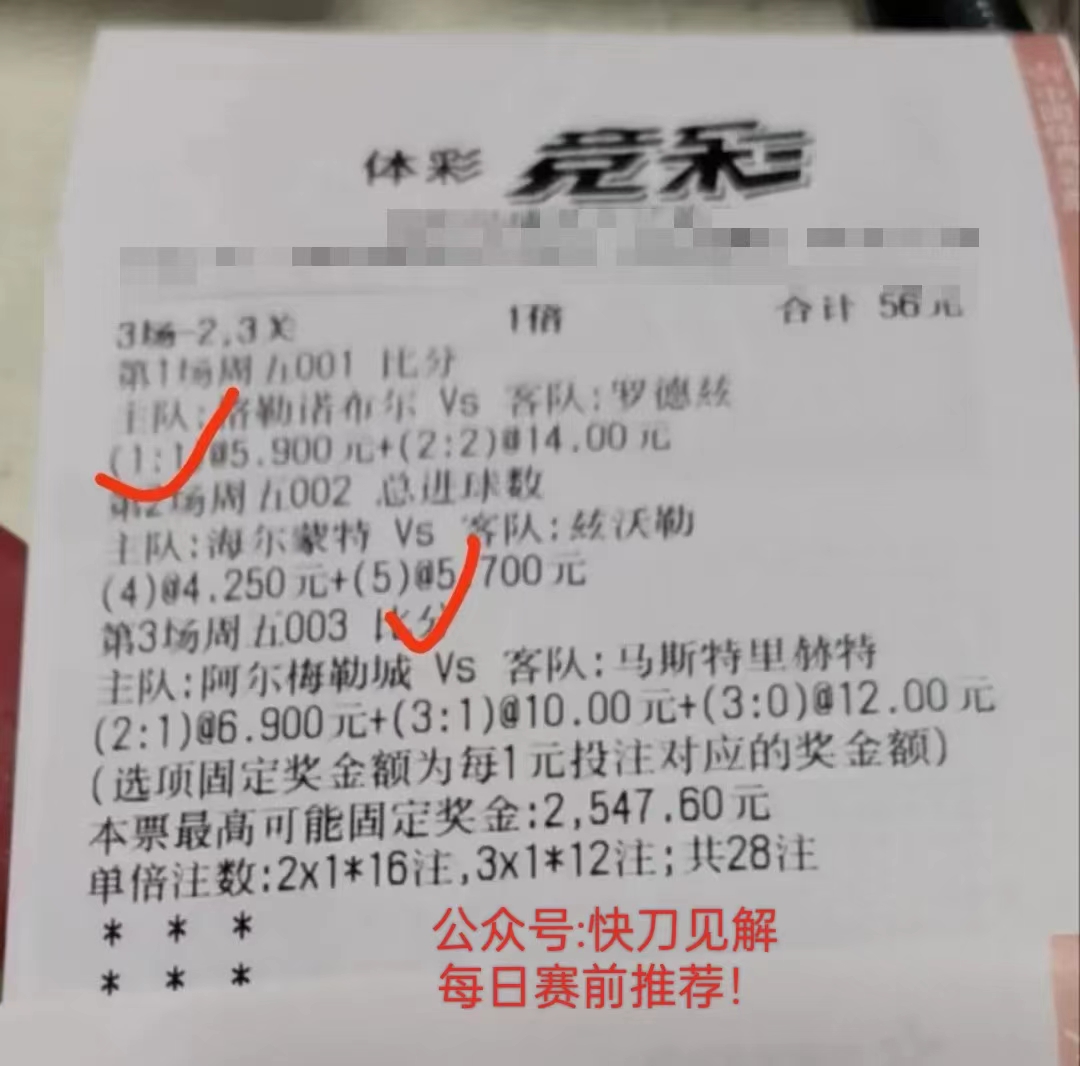 体彩 竞彩
3场-2,3关 1倍 合计 56元
第1场周五001 比分
主队:格勒诺布尔 Vs 客队:罗德兹
(1:1)@5.900元+(2:2)@14.00元
第2场周五002 总进球数
主队:海尔蒙特 Vs 客队:兹沃勒
(4)@4.250元+(5)@5.700元
第3场周五003 比分
主队:阿尔梅勒城 Vs 客队:马斯特里赫特
(2:1)@6.900元+(3:1)@10.00元+(3:0)@12.00元
(选项固定奖金额为每1元投注对应的奖金额)
本票最高可能固定奖金:2,547.60元
单倍注数:2x1*16注,3x1*12注;共28注
* * *
* * *
公众号:快刀见解
每日赛前推荐!